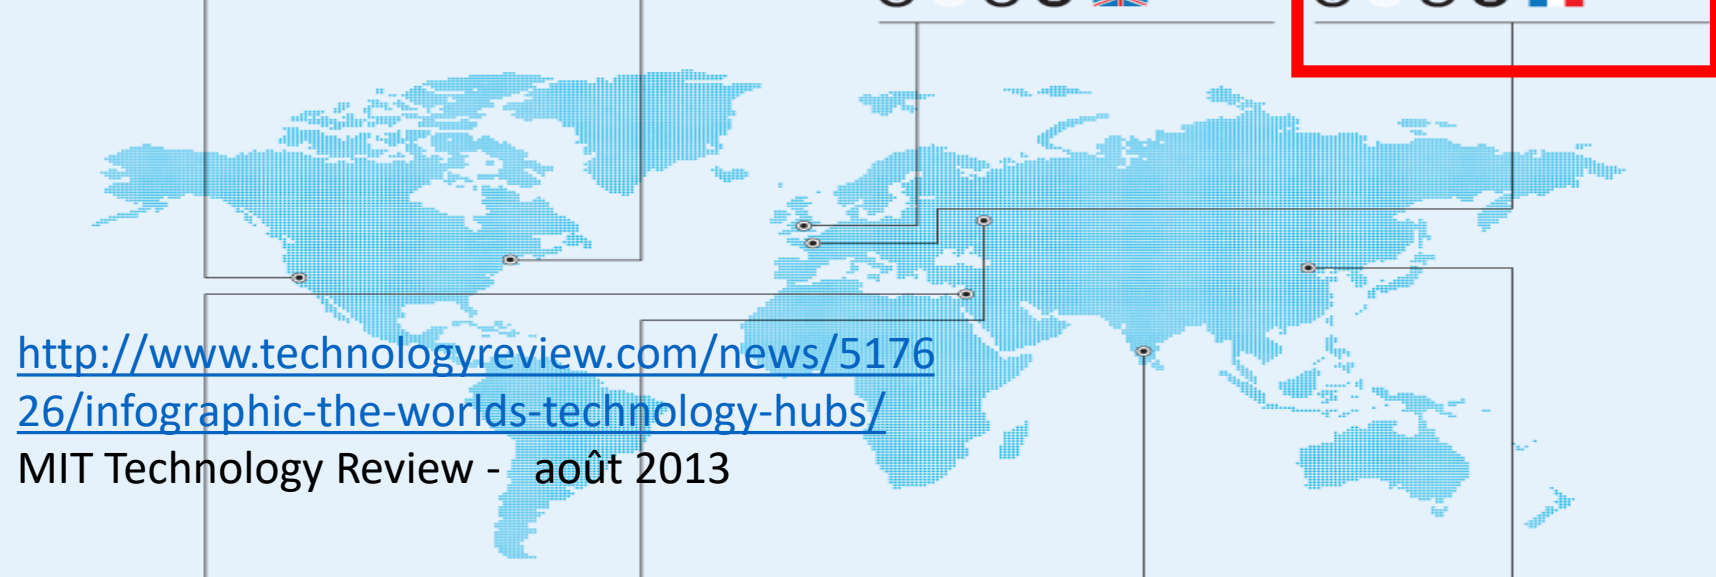 http://www.technologyreview.com/news/5176
26/infographic-the-worlds-technology-hubs/
MIT Technology Review - août 2013